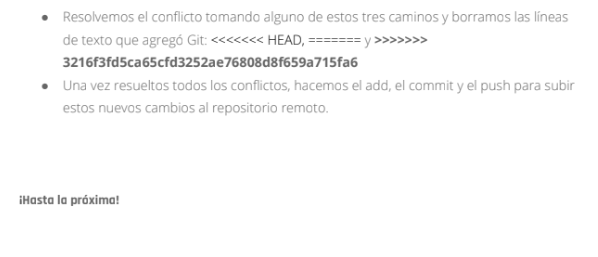 ● Resolvemos el conflicto tomando alguno de estos tres caminos y borramos las líneas
de texto que agregó Git: <<<<<<< HEAD, ======= y >>>>>>>
3216f3fd5ca65cfd3252ae76808d8f659a715fa6
● Una vez resueltos todos los conflictos, hacemos el add, el commit y el push para subir
estos nuevos cambios al repositorio remoto.
¡Hasta la próxima!